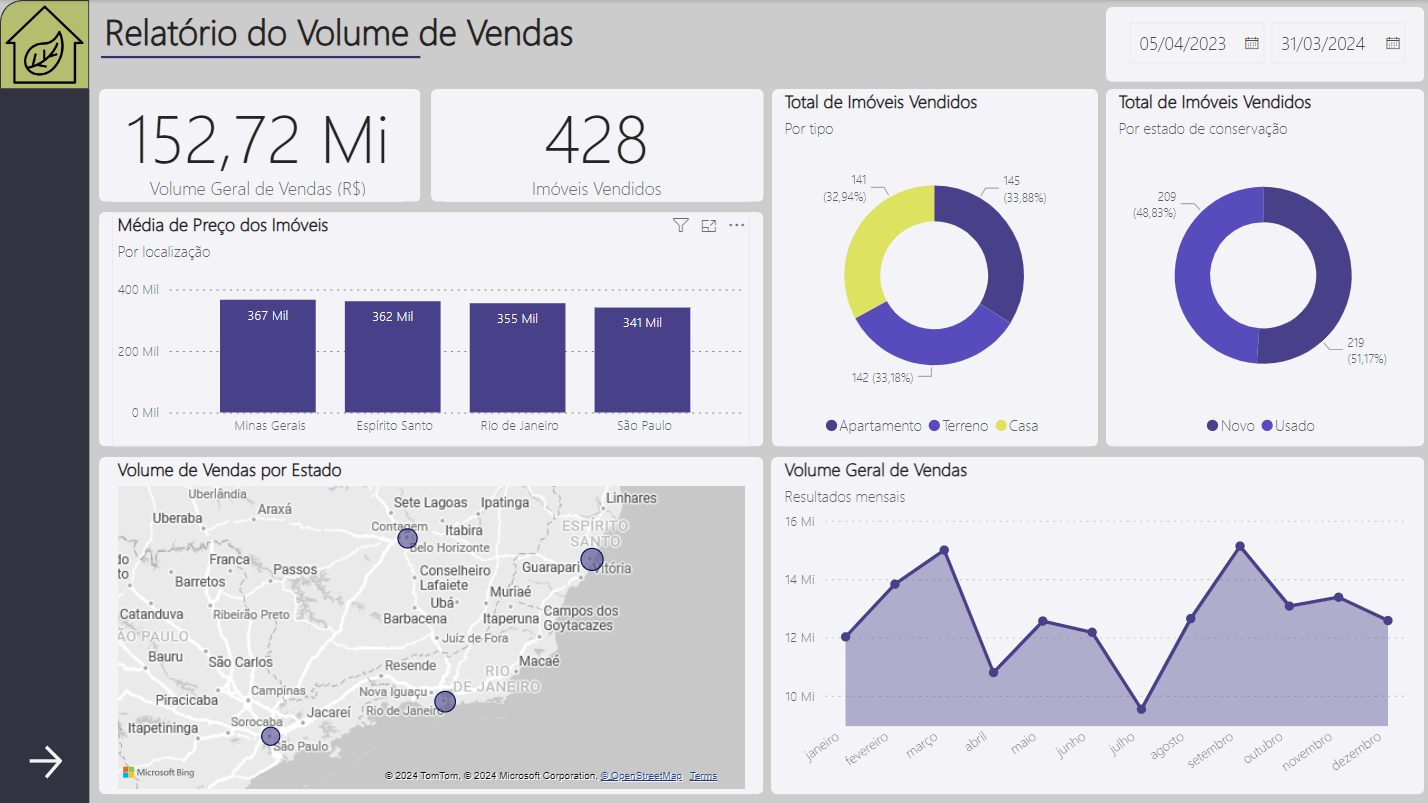 Relatório do Volume de Vendas
05/04/2023
31/03/2024
152,72 Mi
Volume Geral de Vendas (R$)
428
Imóveis Vendidos
Média de Preço dos Imóveis
Por localização
400 Mil
200 Mil
0 Mil
367 Mil
362 Mil
355 Mil
341 Mil
Minas Gerais
Espírito Santo
Rio de Janeiro
São Paulo
Total de Imóveis Vendidos
Por tipo
141
(32,94%)
145
(33,88%)
142 (33,18%)
Apartamento
Terreno
Casa
Total de Imóveis Vendidos
Por estado de conservação
209
(48,83%)
219
(51,17%)
Novo
Usado
Volume de Vendas por Estado
Uberlândia
Araxá
Uberaba
Sete Lagoas
Ipatinga
Linhares
Contagem
Itabira
Belo Horizonte
ESPÍRITO
SANTO
do
to
Franca
Passos
Barretos
Conselheiro
Lafaiete
Guarapari
Vitória
Catanduva
Ribeirão Preto
Ubá
Muriaé
Barbacena
Itaperuna
Campos dos
Goytacazes
ÃO PAULO
Juiz de Fora
Bauru
São Carlos
Resende
RIO
DE JANEIRO
Macaé
Piracicaba
Campinas
Nova Iguaçu
Rio de Janeiro
Jacareí
Itapetininga
Sorocaba
São Paulo
Microsoft Bing
© 2024 TomTom, © 2024 Microsoft Corporation, © OpenStreetMap Terms
Volume Geral de Vendas
Resultados mensais
16 Mi
14 Mi
12 Mi
10 Mi
janeiro
fevereiro
março
abril
maio
junho
julho
agosto
setembro
outubro
novembro
dezembro